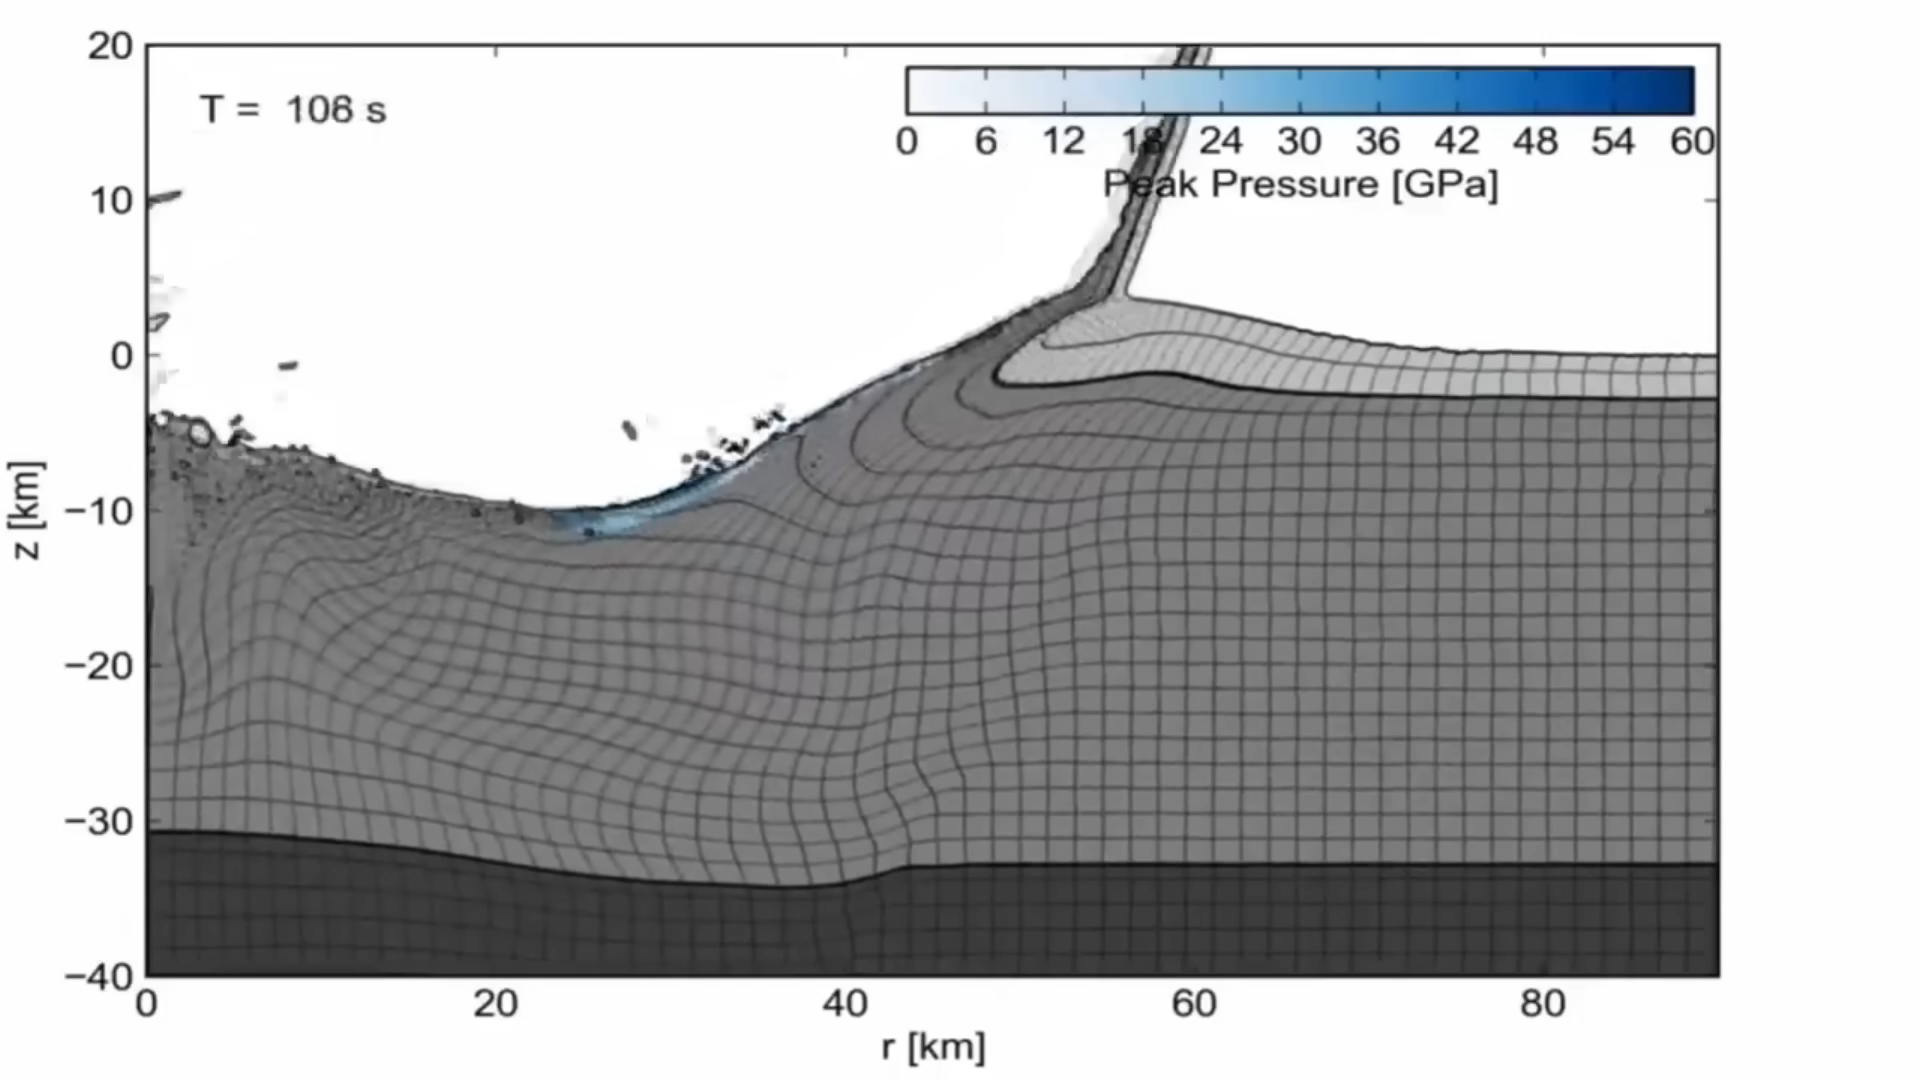 T = 106 s
0 6 12 18 24 30 36 42 48 54 60
Peak Pressure [GPa]
20
10
0
−10
−20
−30
−40
z [km]
0 20 40 60 80
r [km]